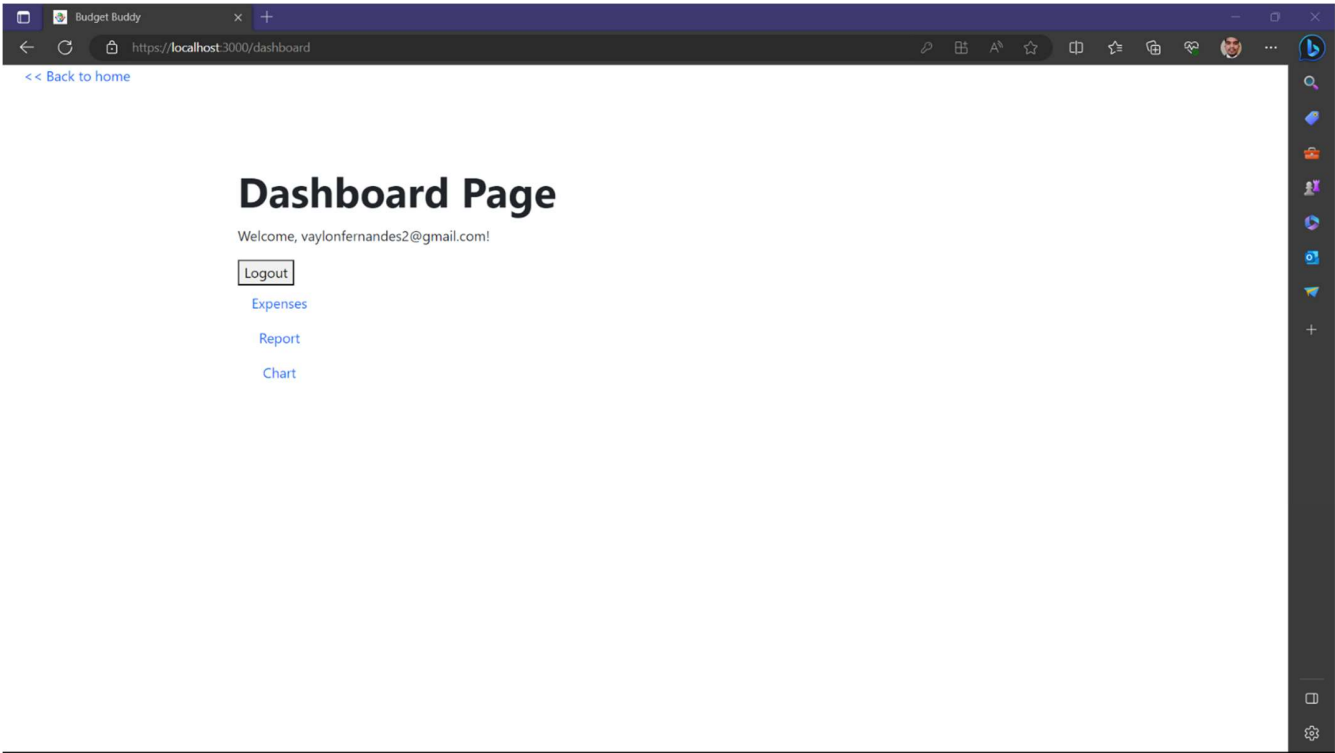 Budget Buddy
https://localhost:3000/dashboard
<< Back to home
Dashboard Page
Welcome, vaylonfernandes2@gmail.com!
Logout
Expenses
Report
Chart